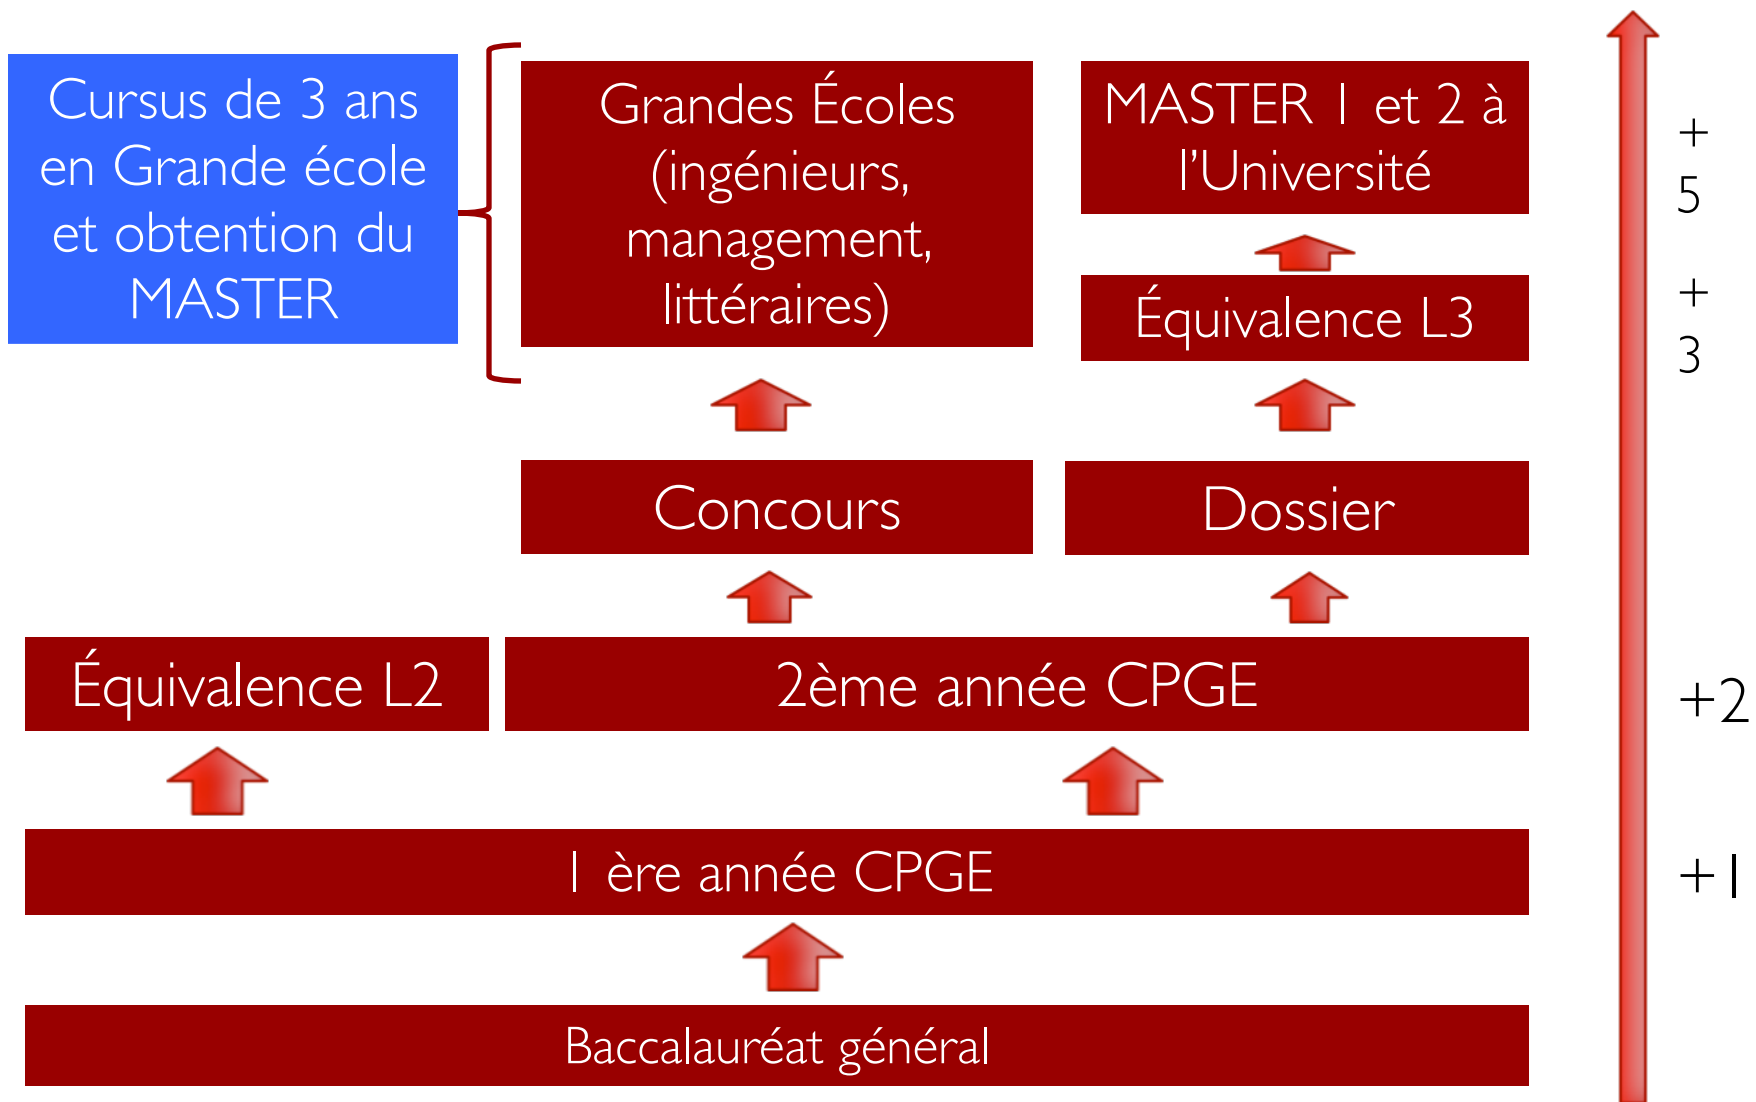 Cursus de 3 ans
en Grande école
et obtention du
MASTER
Grandes Écoles
(ingénieurs,
management,
littéraires)
MASTER 1 et 2 à
l'Université
+
5
Équivalence L3
+
3
Concours
Dossier
Équivalence L2
2ème année CPGE
+2
1 ère année CPGE
+1
Baccalauréat général